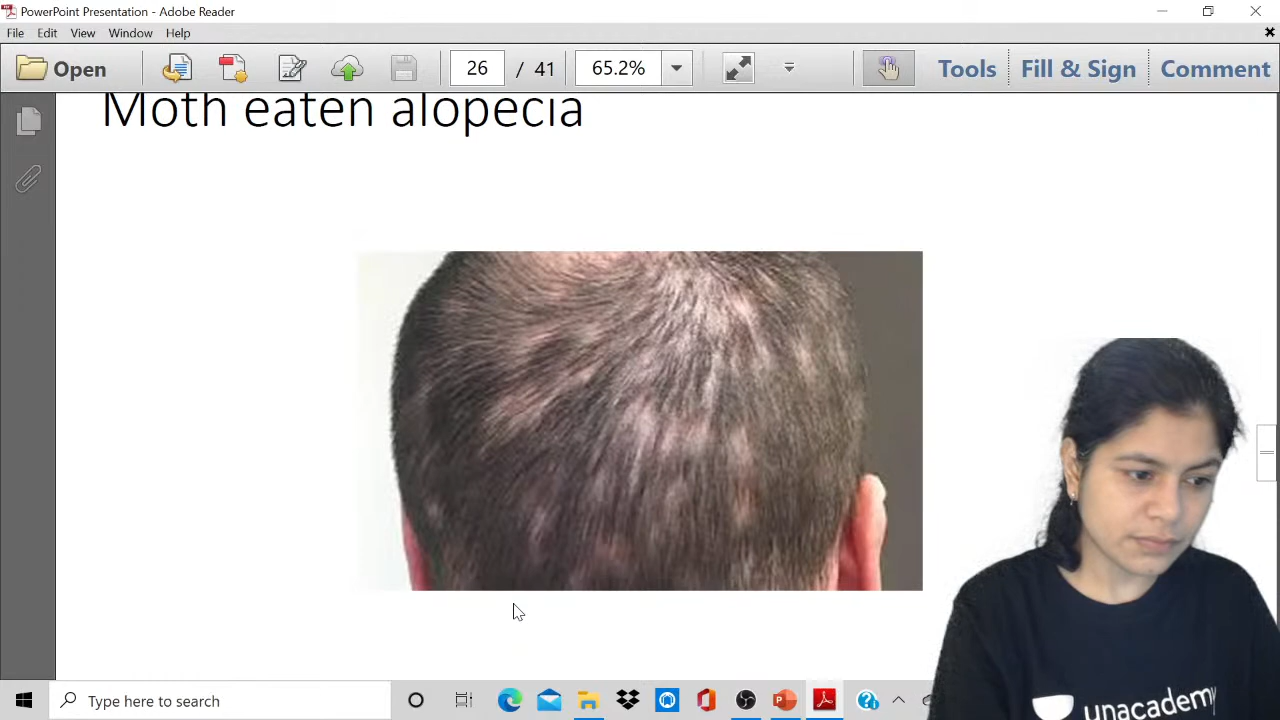 PowerPoint Presentation - Adobe Reader
File Edit View Window Help
Open 26 / 41 65.2% Tools Fill & Sign Comment
Moth eaten alopecia
unacademy
Type here to search